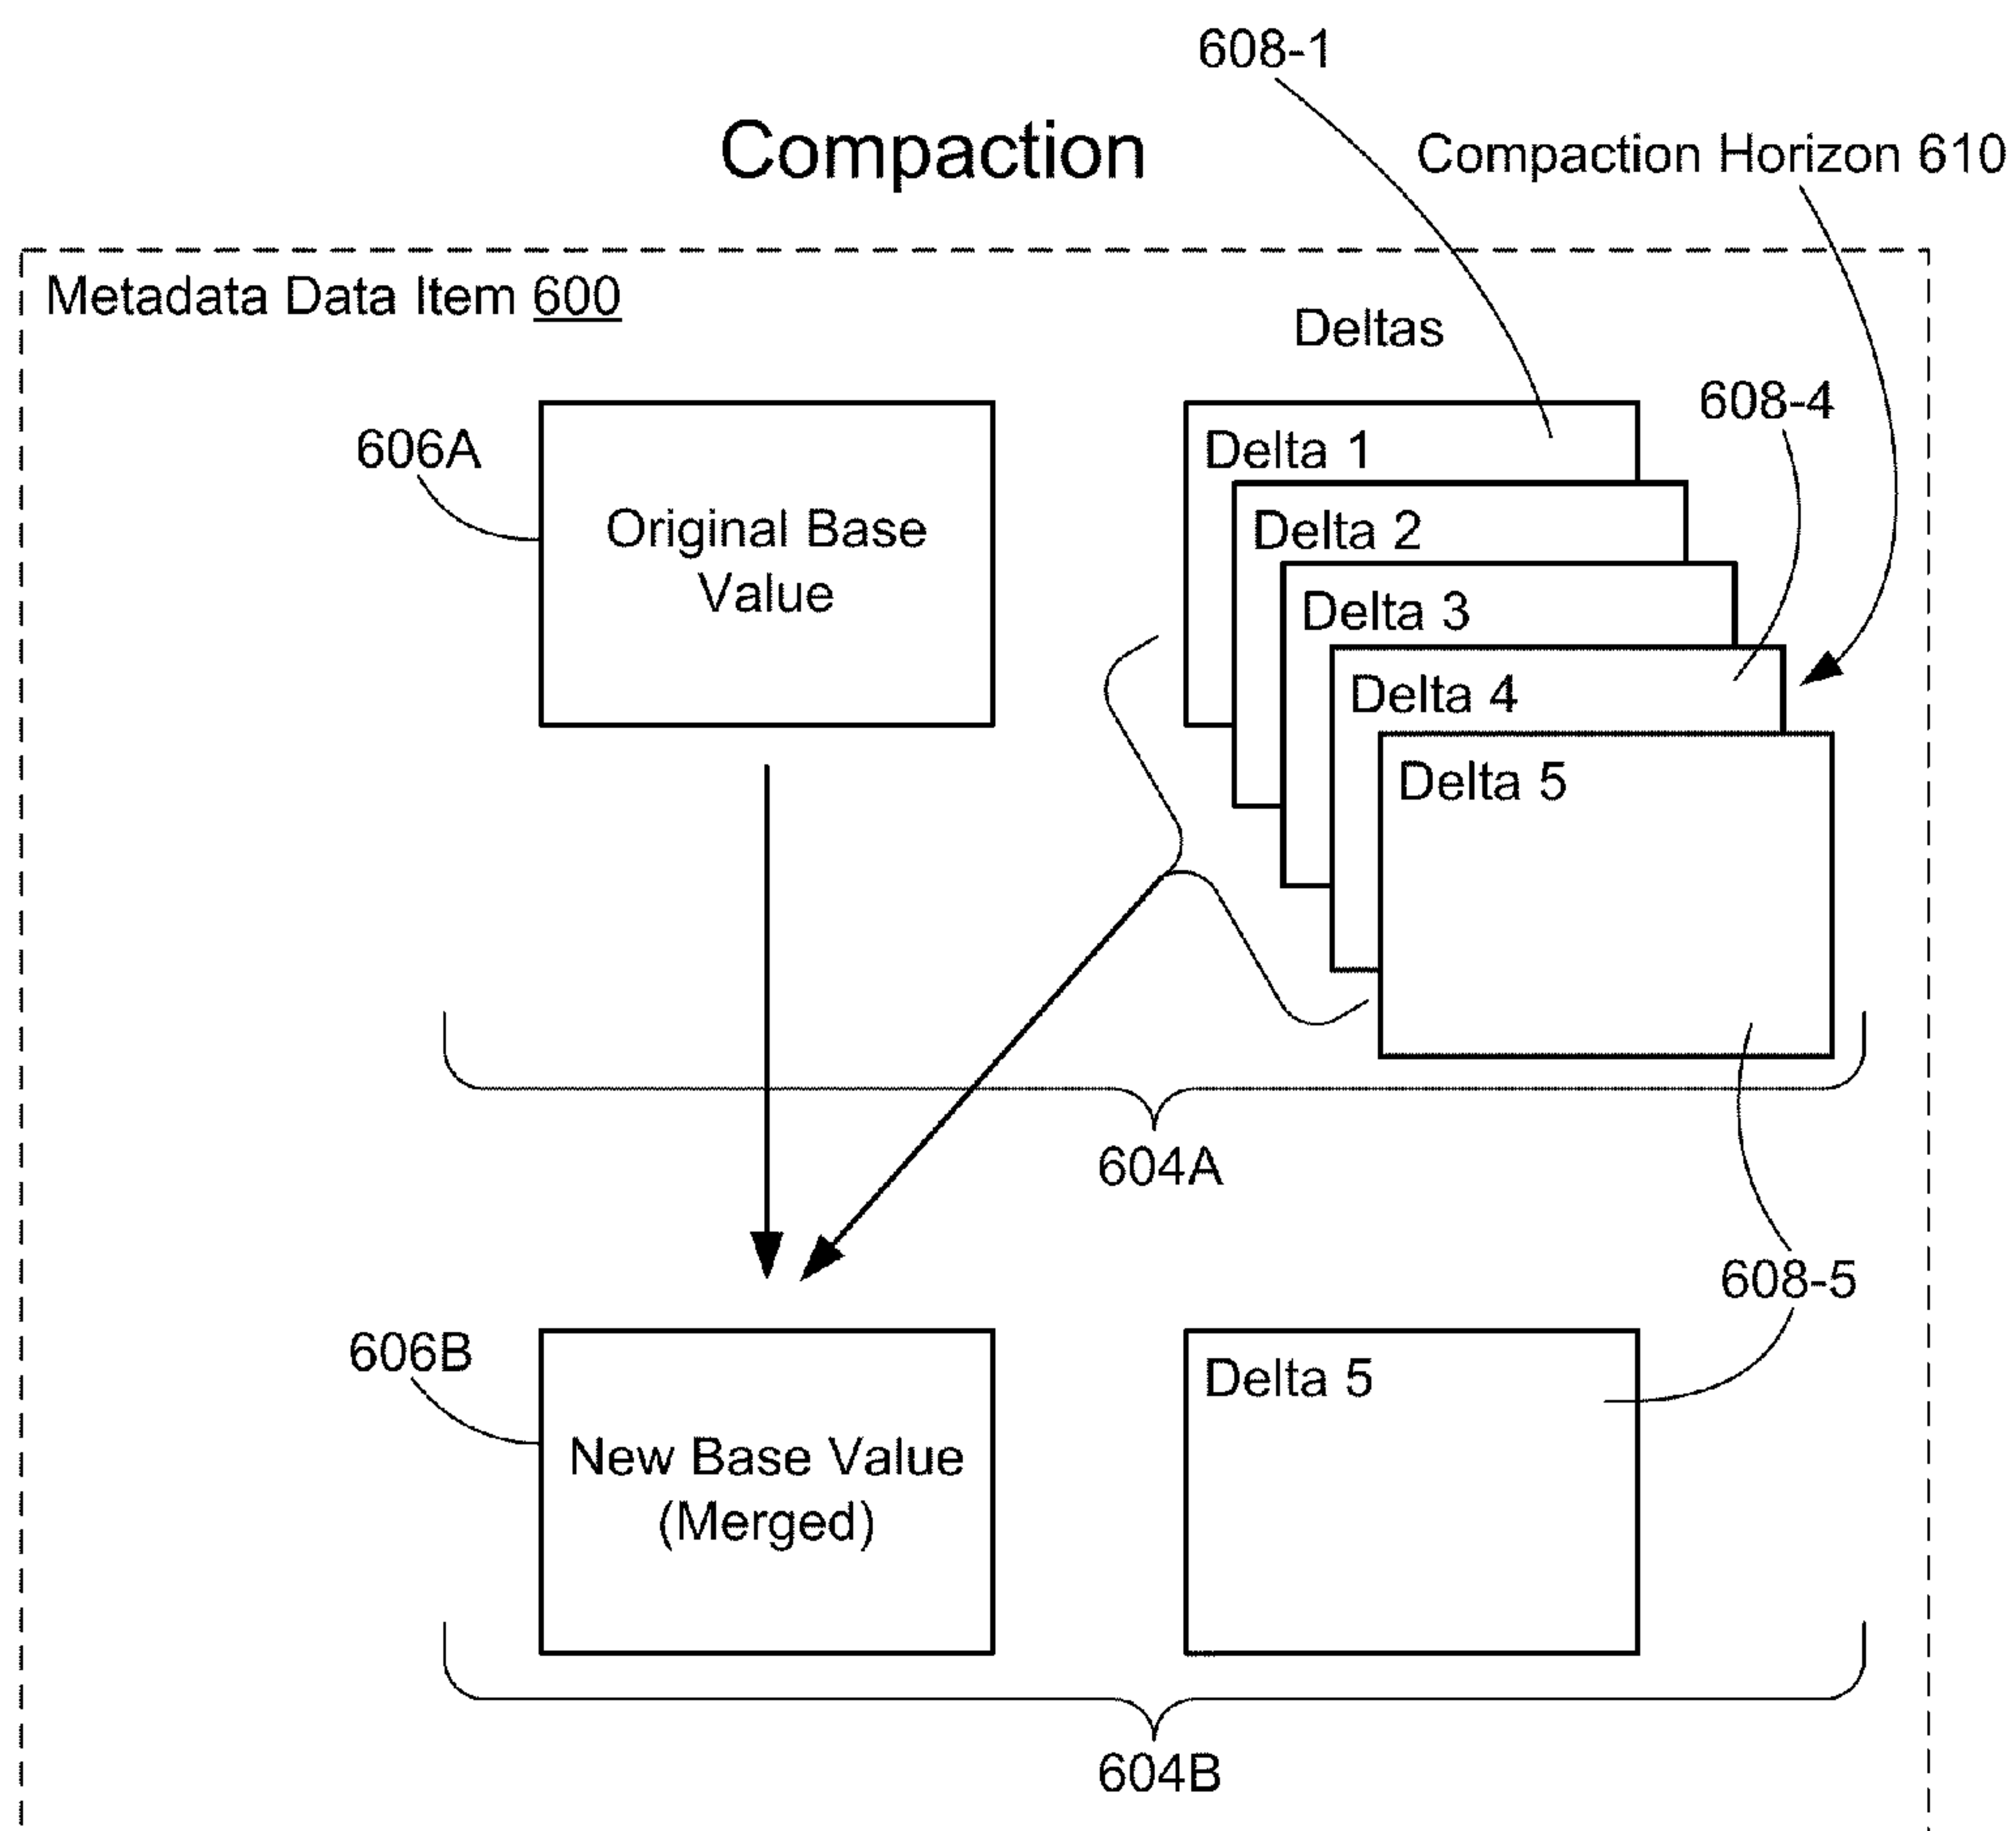 608-1
Compaction
Compaction Horizon 610
Metadata Data Item 600
Deltas
608-4
606A
Original Base
Value
Delta 1
Delta 2
Delta 3
Delta 4
Delta 5
604A
608-5
606B
New Base Value
(Merged)
Delta 5
604B